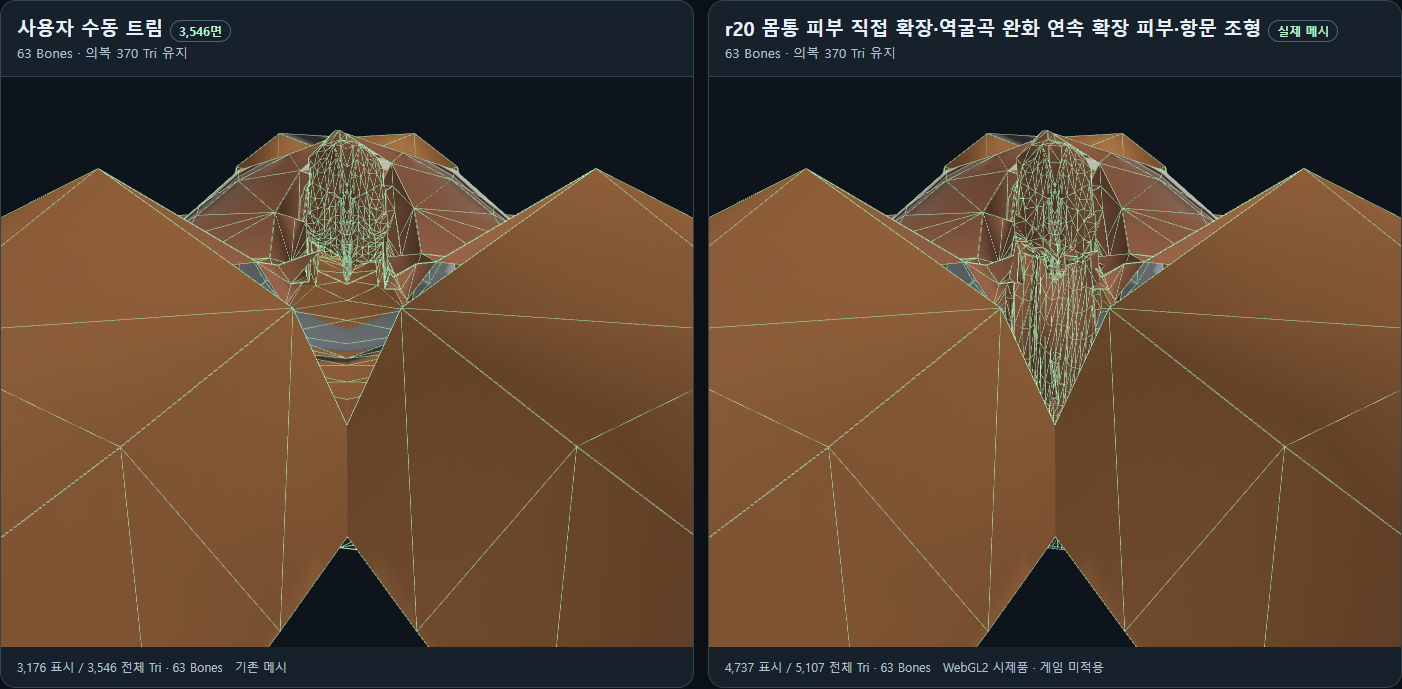 사용자 수동 트림 3,546면
63 Bones · 의복 370 Tri 유지
3,176 표시 / 3,546 전체 Tri · 63 Bones 기존 메시
r20 몸통 피부 직접 확장·역굴곡 완화 연속 확장 피부·항문 조형 실제 메시
63 Bones · 의복 370 Tri 유지
4,737 표시 / 5,107 전체 Tri · 63 Bones WebGL2 시제품 · 게임 미적용